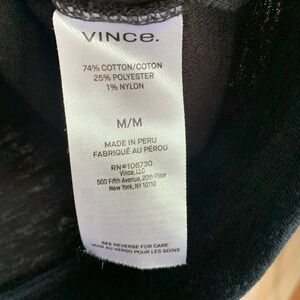 VINCE.
74% COTTON/COTON
25% POLYESTER
1% NYLON
M/M
MADE IN PERU
FABRIQUÉ AU PÉROU
RN#106730
Vince, LLC
500 Fifth Avenue, 20th Floor
New York, NY 10110
SEE REVERSE FOR CARE
VOIR AU VERSO POUR LES SOINS